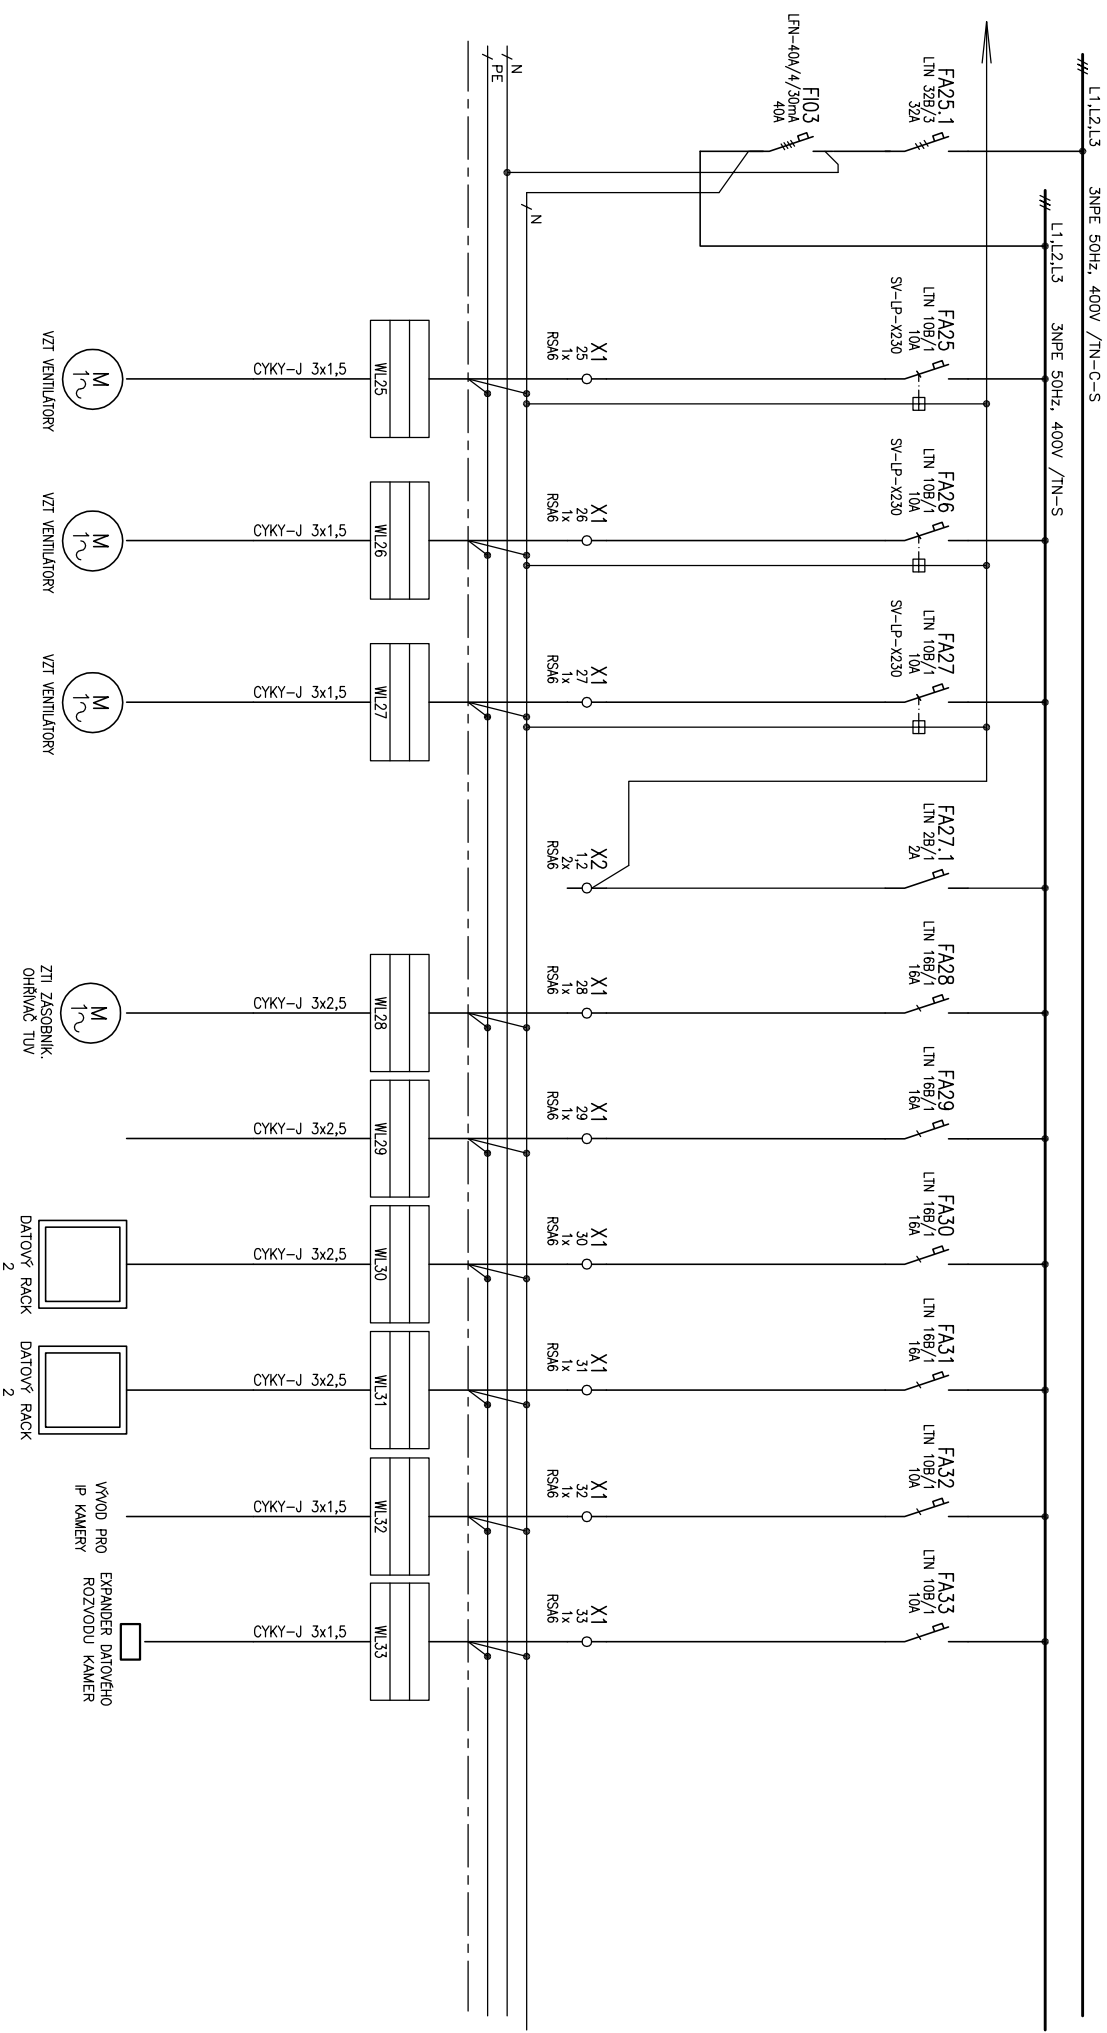 L1,L2,L3 3NPE 50Hz, 400V /TN-C-S
L1,L2,L3 3NPE 50Hz, 400V /TN-S
FA25.1
LTN 32B/3
32A
FI03
LFN-40A/4/30mA
40A
N
PE
N
FA25
LTN 10B/1
10A
SV-LP-X230
X1
25
1x
RSA6
WL25
CYKY-J 3x1,5
M
1~
VZT VENTILÁTORY
FA26
LTN 10B/1
10A
SV-LP-X230
X1
26
1x
RSA6
WL26
CYKY-J 3x1,5
M
1~
VZT VENTILÁTORY
FA27
LTN 10B/1
10A
SV-LP-X230
X1
27
1x
RSA6
WL27
CYKY-J 3x1,5
M
1~
VZT VENTILÁTORY
FA27.1
LTN 2B/1
2A
X2
1,2
2x
RSA6
FA28
LTN 16B/1
16A
X1
28
1x
RSA6
WL28
CYKY-J 3x2,5
M
1~
ZTI ZÁSOBNÍK.
OHŘÍVAČ TUV
FA29
LTN 16B/1
16A
X1
29
1x
RSA6
WL29
CYKY-J 3x2,5
FA30
LTN 16B/1
16A
X1
30
1x
RSA6
WL30
CYKY-J 3x2,5
DATOVÝ RACK
2
FA31
LTN 16B/1
16A
X1
31
1x
RSA6
WL31
CYKY-J 3x2,5
DATOVÝ RACK
2
FA32
LTN 10B/1
10A
X1
32
1x
RSA6
WL32
CYKY-J 3x1,5
VÝVOD PRO
IP KAMERY
FA33
LTN 10B/1
10A
X1
33
1x
RSA6
WL33
CYKY-J 3x1,5
EXPANDER DATOVÉHO
ROZVODU KAMER